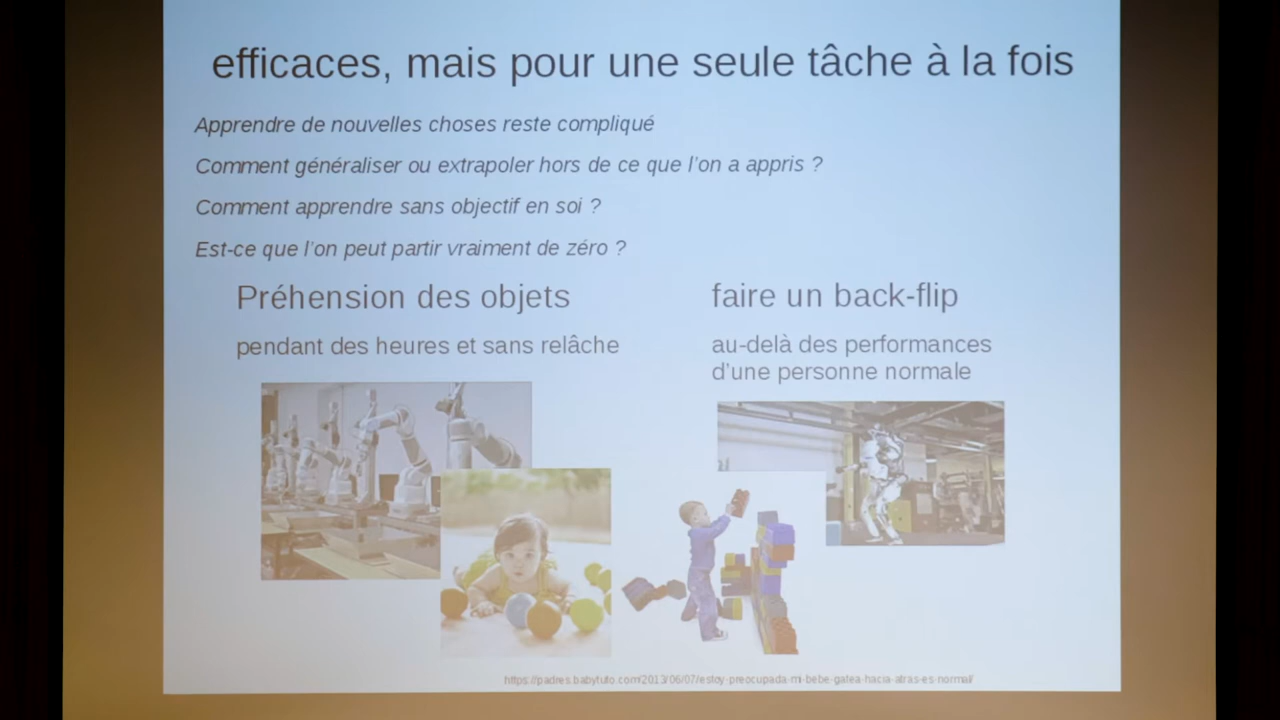 efficaces, mais pour une seule tâche à la fois
Apprendre de nouvelles choses reste compliqué
Comment généraliser ou extrapoler hors de ce que l'on a appris ?
Comment apprendre sans objectif en soi ?
Est-ce que l'on peut partir vraiment de zéro ?
Préhension des objets
pendant des heures et sans relâche
faire un back-flip
au-delà des performances
d'une personne normale
https://padres.babytuto.com/2013/06/07/estoy-preocupada-mi-bebe-gatea-hacia-atras-es-normal/